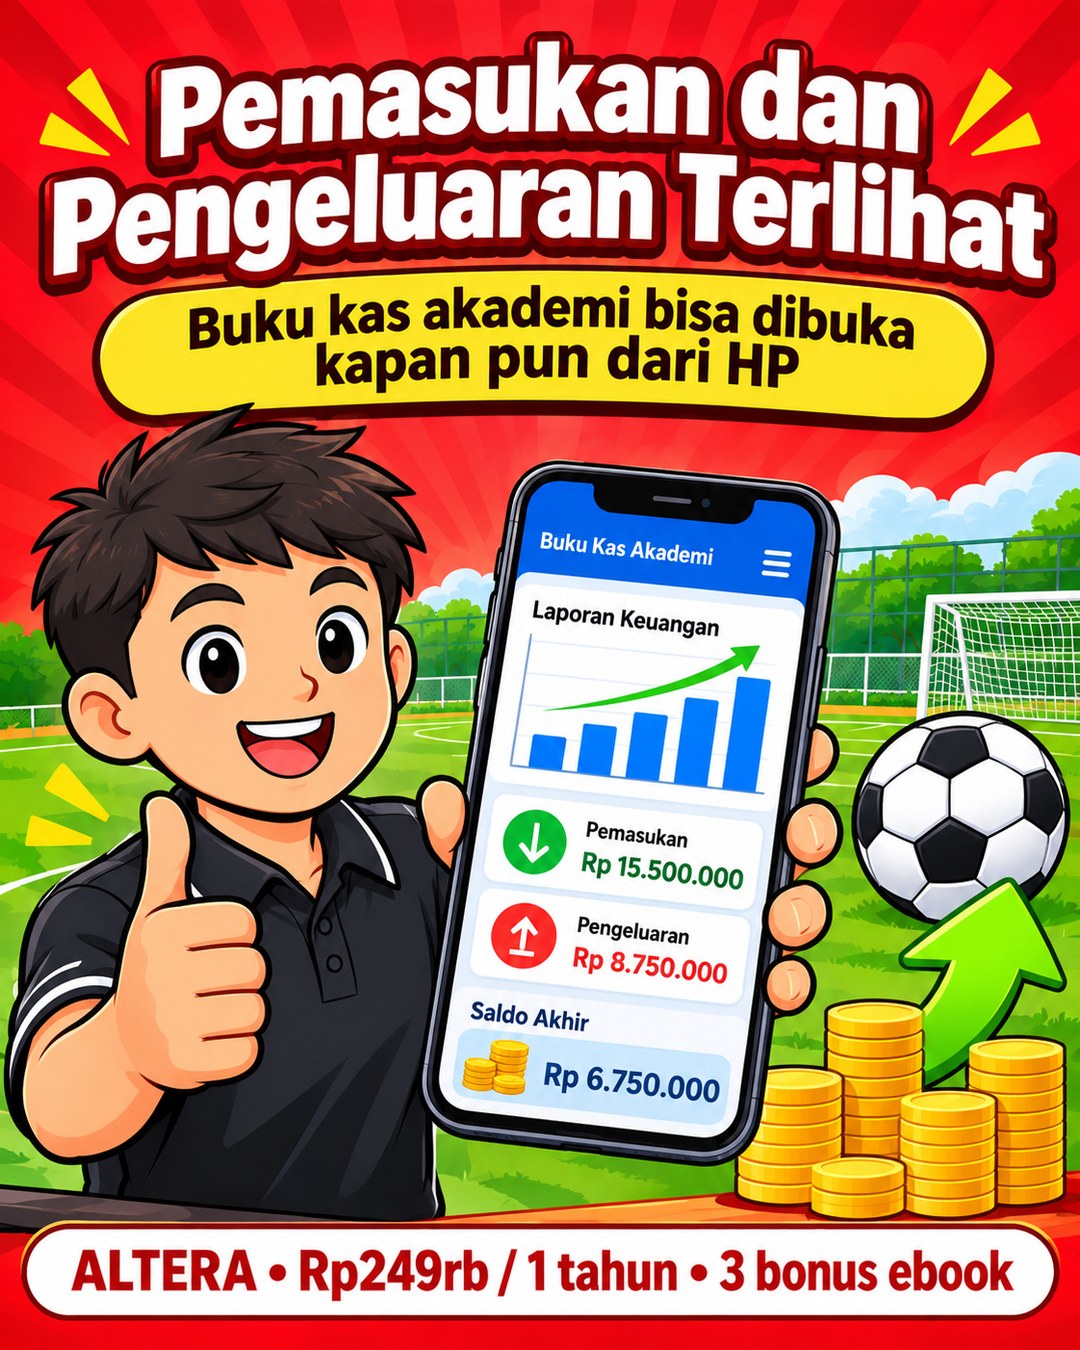 Pemasukan dan
Pengeluaran Terlihat
Buku kas akademi bisa dibuka
kapan pun dari HP
Buku Kas Akademi
Laporan Keuangan
Pemasukan
Rp 15.500.000
Pengeluaran
Rp 8.750.000
Saldo Akhir
Rp 6.750.000
ALTERA • Rp249rb / 1 tahun • 3 bonus ebook